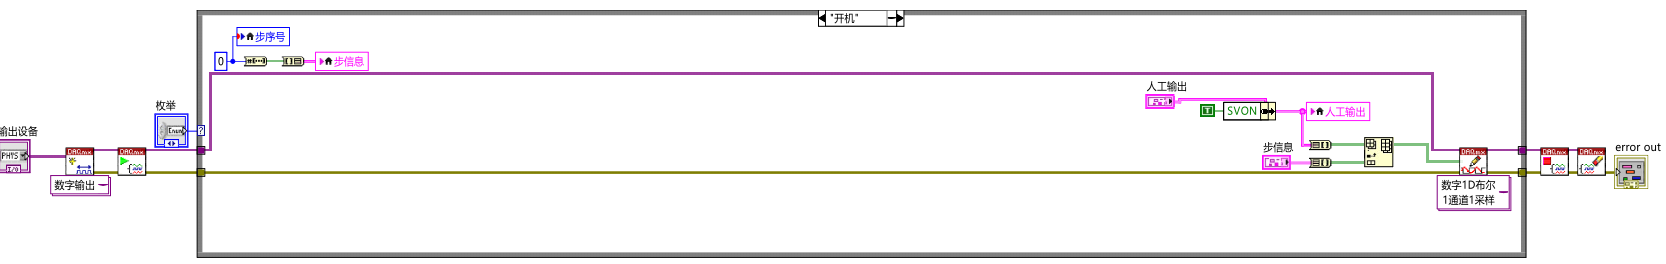 "开机"
步序号
0
步信息
人工输出
枚举
T
SVON
人工输出
Enum
?
输出设备
步信息
error out
PHYS
DAQmx
DAQmx
DAQmx
DAQmx
DAQmx
I/O
数字输出
数字1D布尔
1通道1采样